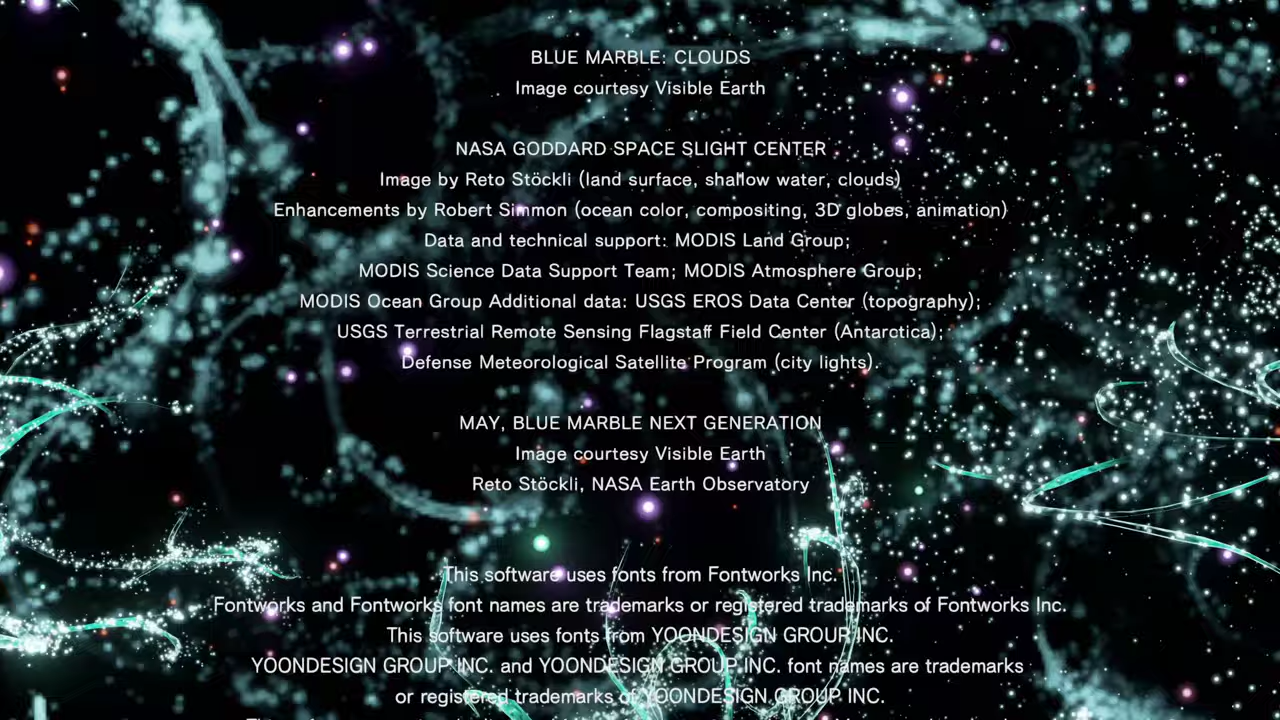 BLUE MARBLE: CLOUDS
Image courtesy Visible Earth
NASA GODDARD SPACE SLIGHT CENTER
Image by Reto Stöckli (land surface, shallow water, clouds)
Enhancements by Robert Simmon (ocean color, compositing, 3D globes, animation)
Data and technical support: MODIS Land Group;
MODIS Science Data Support Team; MODIS Atmosphere Group;
MODIS Ocean Group Additional data: USGS EROS Data Center (topography);
USGS Terrestrial Remote Sensing Flagstaff Field Center (Antarctica);
Defense Meteorological Satellite Program (city lights).
MAY, BLUE MARBLE NEXT GENERATION
Image courtesy Visible Earth
Reto Stöckli, NASA Earth Observatory
This software uses fonts from Fontworks Inc.
Fontworks and Fontworks font names are trademarks or registered trademarks of Fontworks Inc.
This software uses fonts from YOONDESIGN GROUP INC.
YOONDESIGN GROUP INC. and YOONDESIGN GROUP INC. font names are trademarks
or registered trademarks of YOONDESIGN GROUP INC.